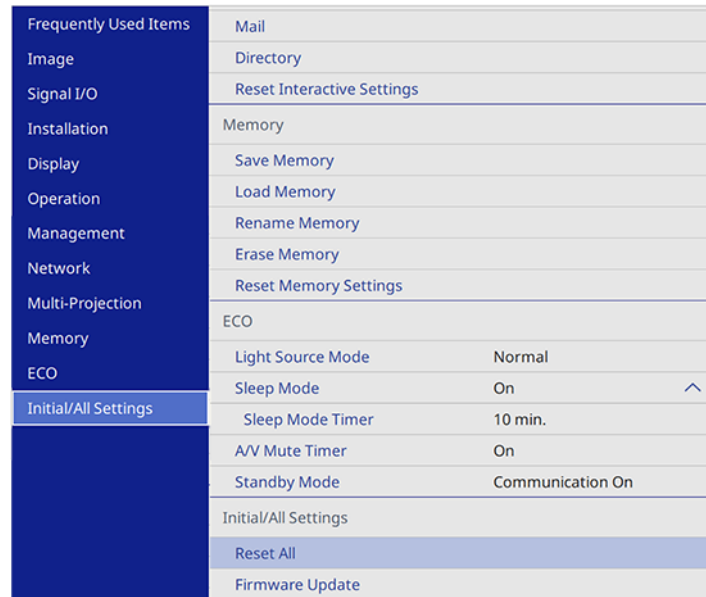 Frequently Used Items
Image
Signal I/O
Installation
Display
Operation
Management
Network
Multi-Projection
Memory
ECO
Initial/All Settings
Mail
Directory
Reset Interactive Settings
Memory
Save Memory
Load Memory
Rename Memory
Erase Memory
Reset Memory Settings
ECO
Light Source Mode Normal
Sleep Mode On
Sleep Mode Timer 10 min.
A/V Mute Timer On
Standby Mode Communication On
Initial/All Settings
Reset All
Firmware Update